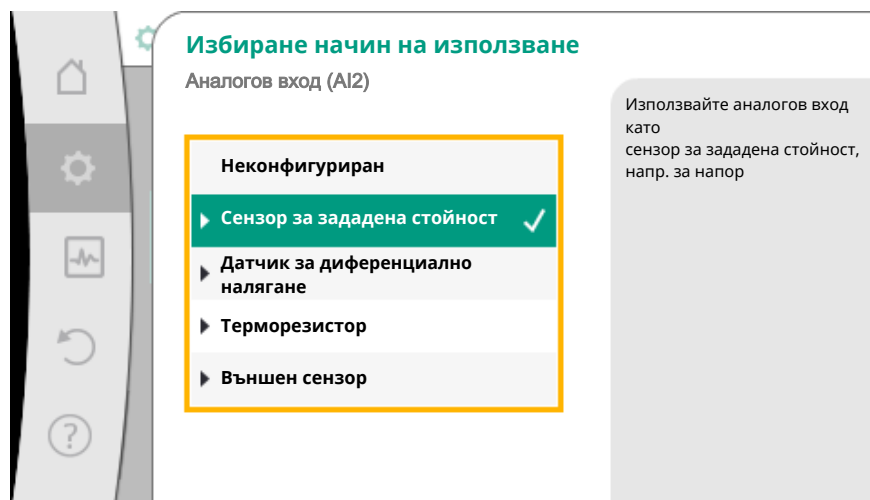 Избиране начин на използване
Аналогов вход (AI2)
Неконфигуриран
Сензор за зададена стойност
Датчик за диференциално
налягане
Терморезистор
Външен сензор
Използвайте аналогов вход
като
сензор за зададена стойност,
напр. за напор
?